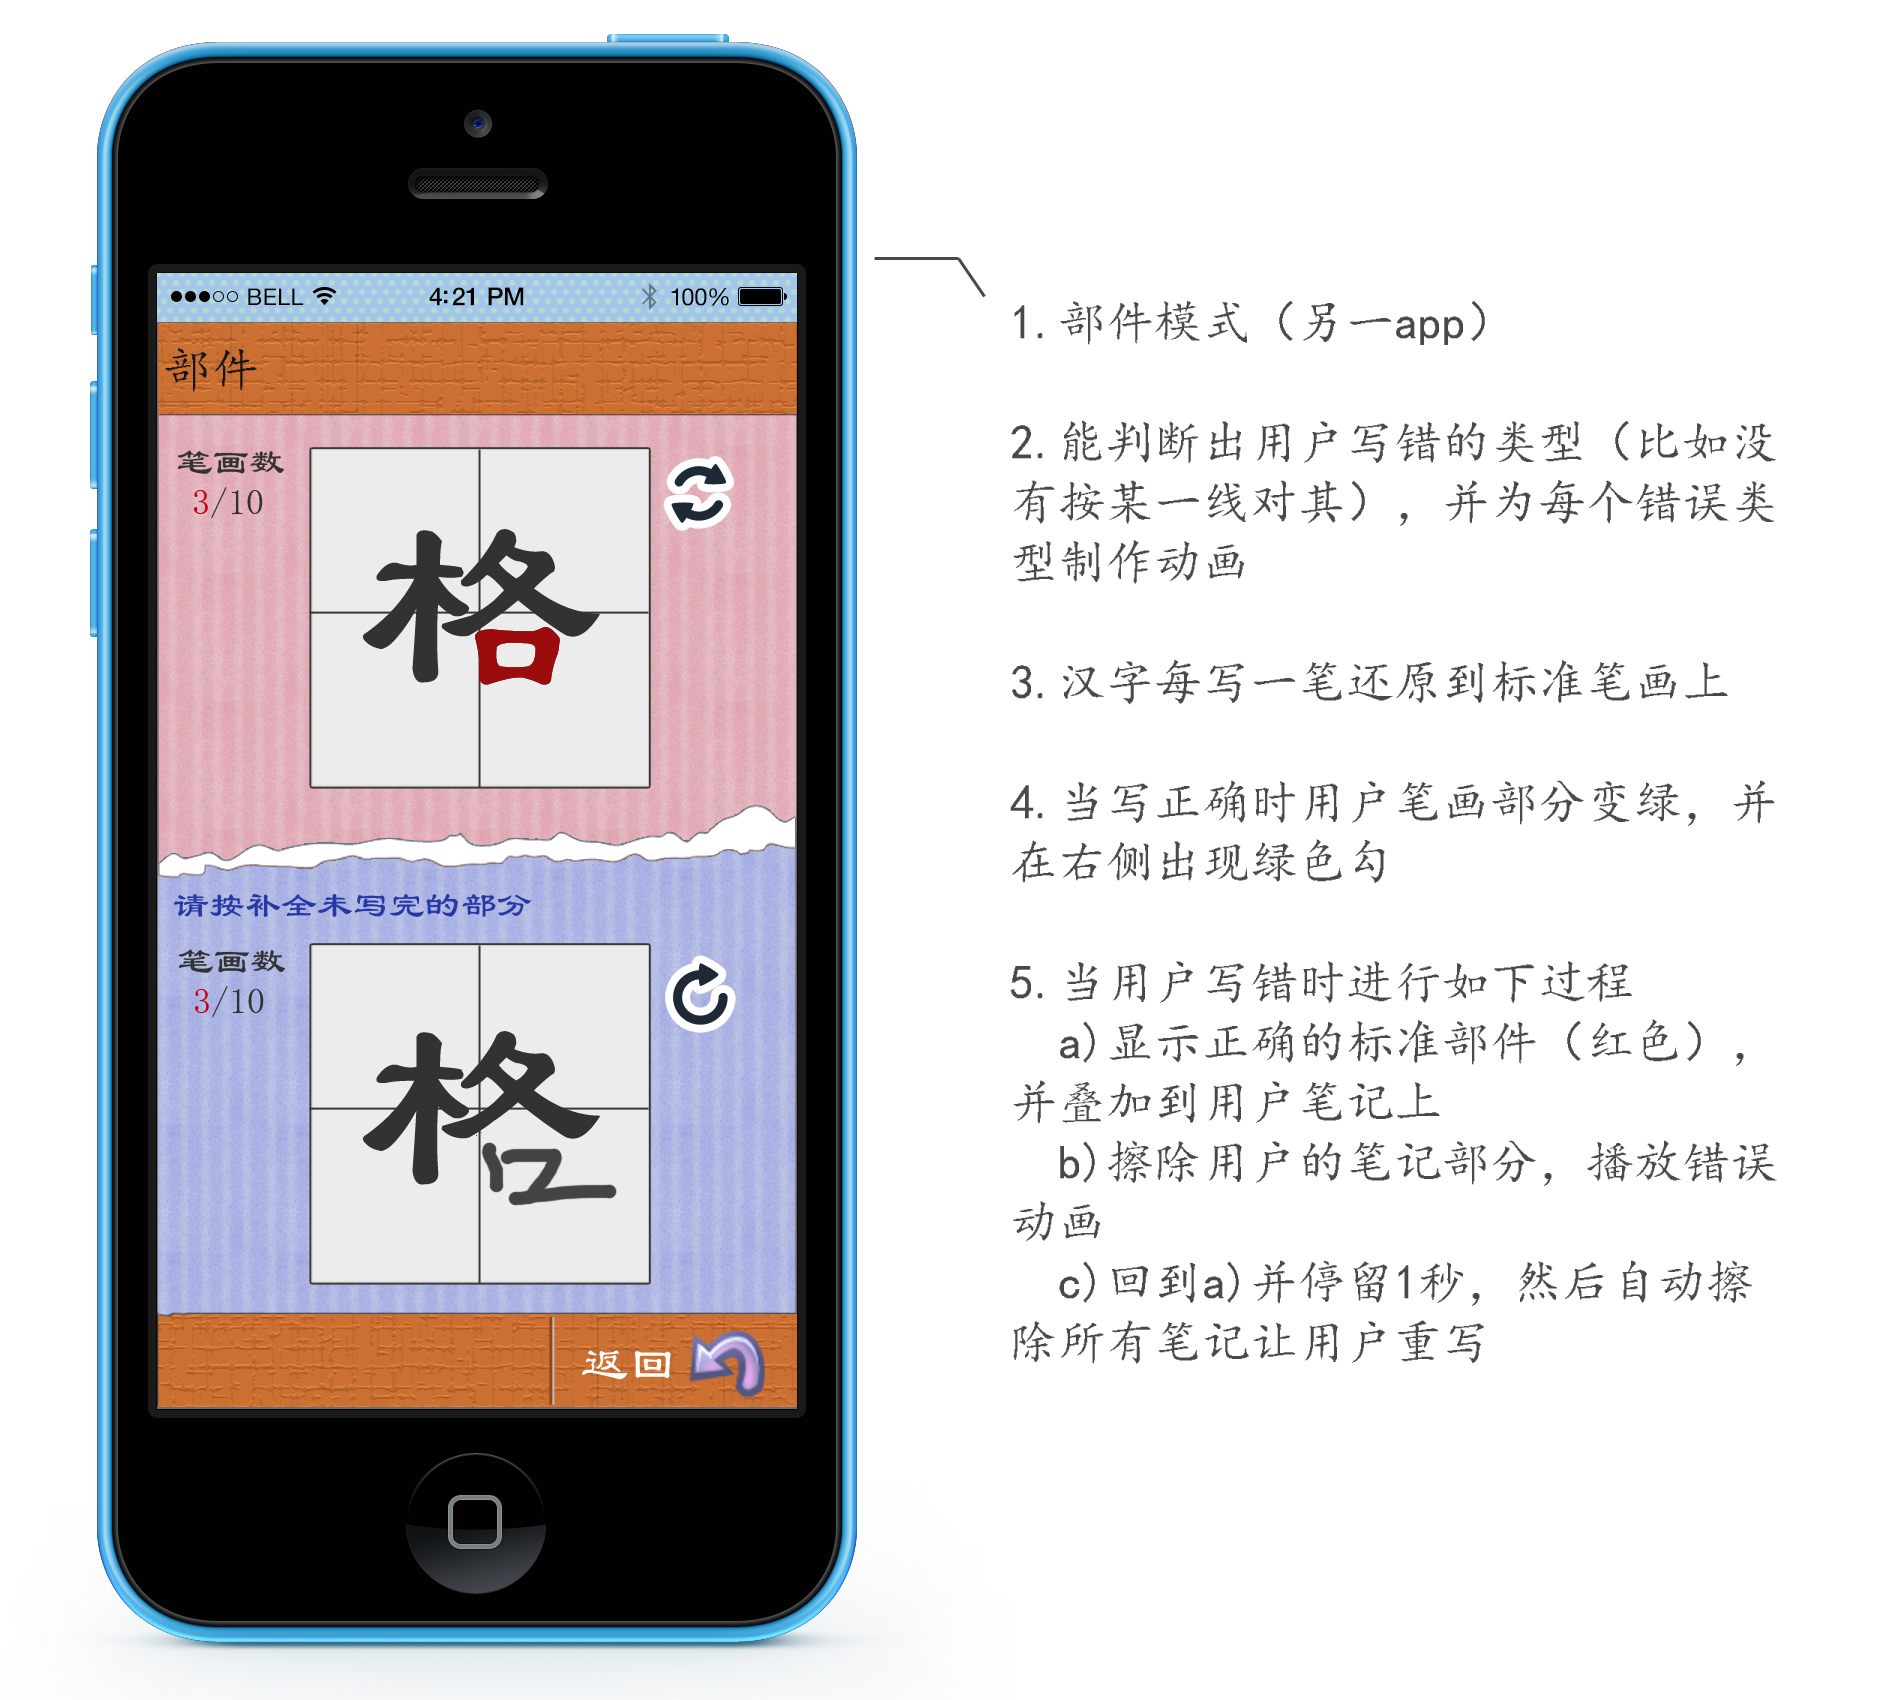 BELL 4:21 PM 100%
部件
笔画数
3/10
格
请按补全未写完的部分
笔画数
3/10
格
返回
1. 部件模式（另一app）
2. 能判断出用户写错的类型（比如没
有按某一线对其），并为每个错误类
型制作动画
3. 汉字每写一笔还原到标准笔画上
4. 当写正确时用户笔画部分变绿，并
在右侧出现绿色勾
5. 当用户写错时进行如下过程
a)显示正确的标准部件（红色），
并叠加到用户笔记上
b)擦除用户的笔记部分，播放错误
动画
c)回到a)并停留1秒，然后自动擦
除所有笔记让用户重写